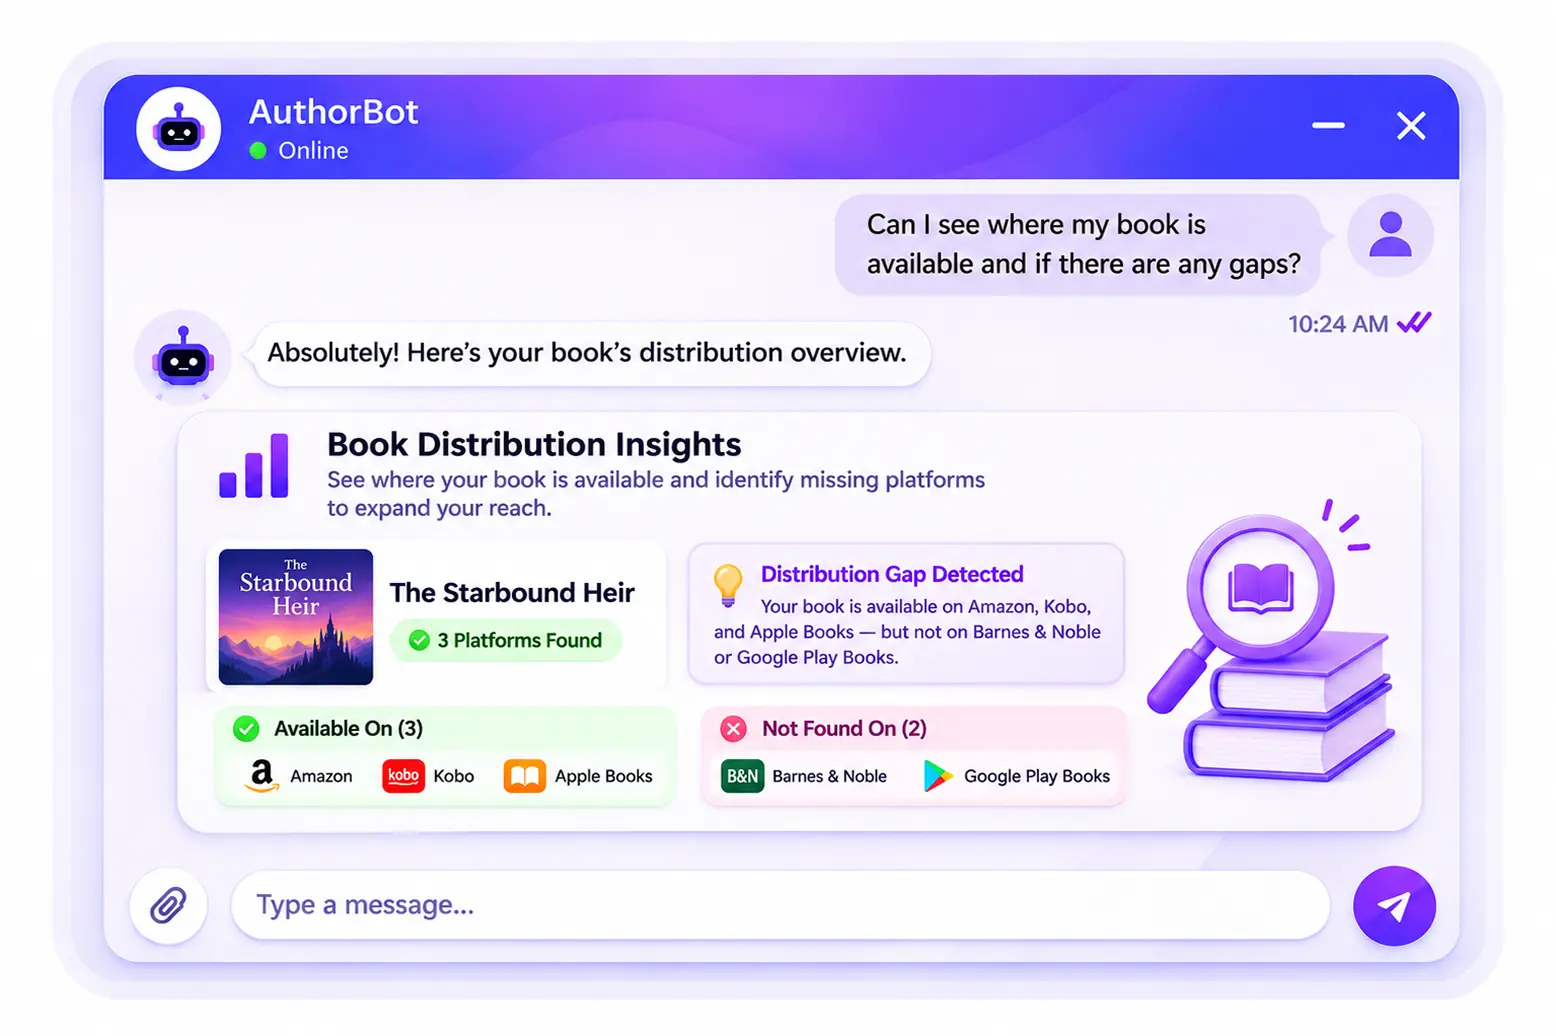 AuthorBot
Online
Can I see where my book is
available and if there are any gaps?
10:24 AM
Absolutely! Here’s your book’s distribution overview.
Book Distribution Insights
See where your book is available and identify missing platforms
to expand your reach.
The
Starbound
Heir
The Starbound Heir
3 Platforms Found
Distribution Gap Detected
Your book is available on Amazon, Kobo,
and Apple Books — but not on Barnes & Noble
or Google Play Books.
Available On (3)
a Amazon
kobo Kobo
Apple Books
Not Found On (2)
B&N Barnes & Noble
Google Play Books
Type a message...